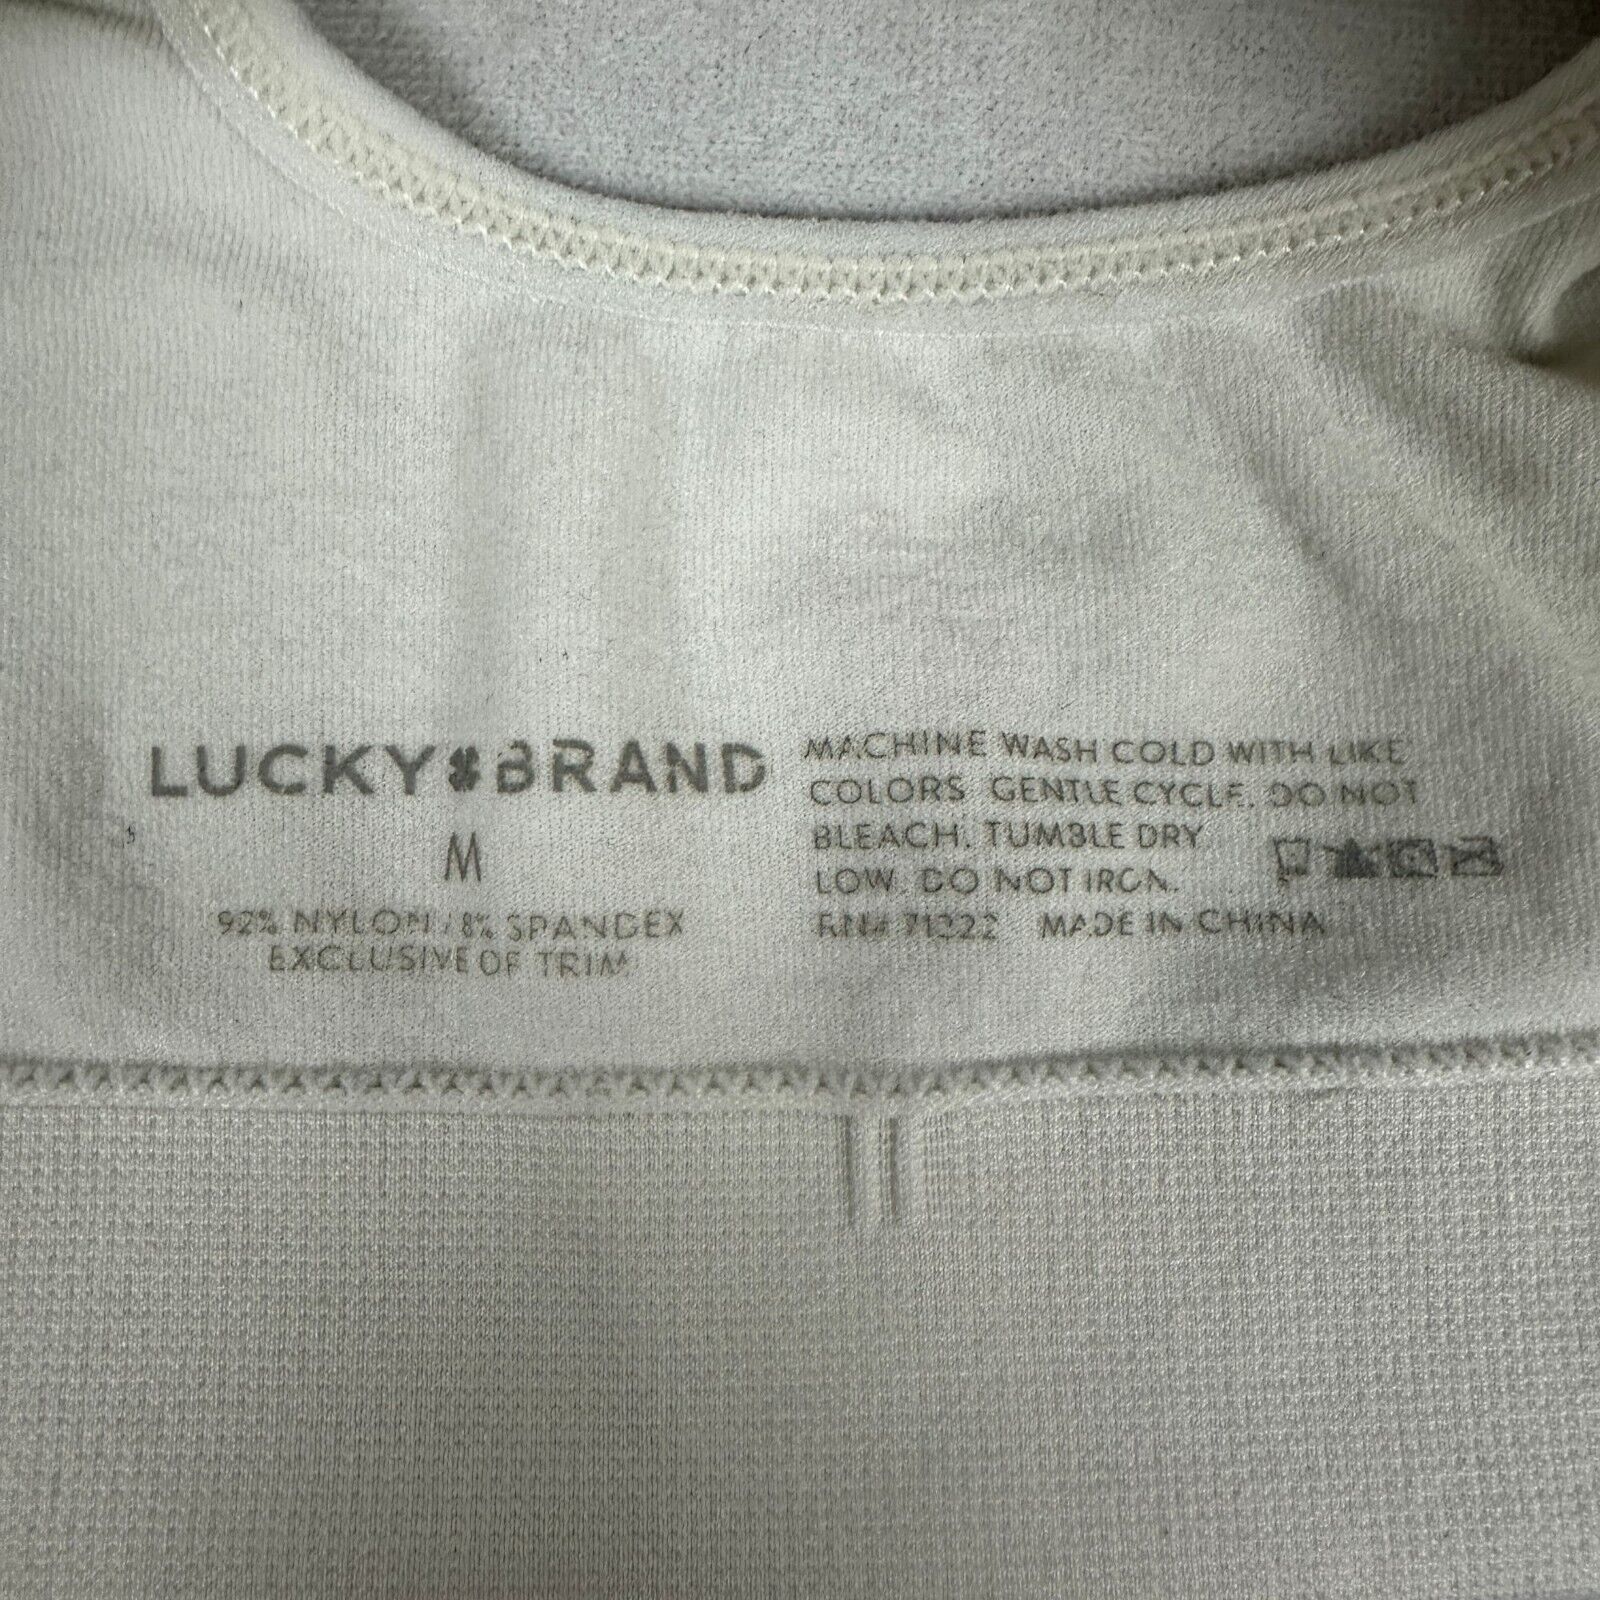 LUCKY BRAND
M
92% NYLON / 8% SPANDEX
EXCLUSIVE OF TRIM
MACHINE WASH COLD WITH LIKE
COLORS. GENTLE CYCLE. DO NOT
BLEACH. TUMBLE DRY
LOW. DO NOT IRON.
RN# 71222 MADE IN CHINA